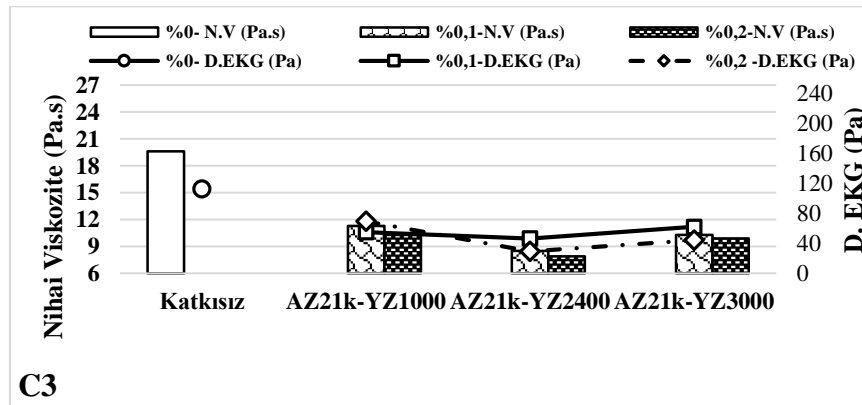 %0- N.V (Pa.s) %0,1-N.V (Pa.s) %0,2-N.V (Pa.s)
%0- D.EKG (Pa) %0,1-D.EKG (Pa) %0,2 -D.EKG (Pa)
Nihai Viskozite (Pa.s)
27
24
21
18
15
12
9
6
240
200
160
120
80
40
0
D. EKG (Pa)
Katkısız AZ21k-YZ1000 AZ21k-YZ2400 AZ21k-YZ3000
C3